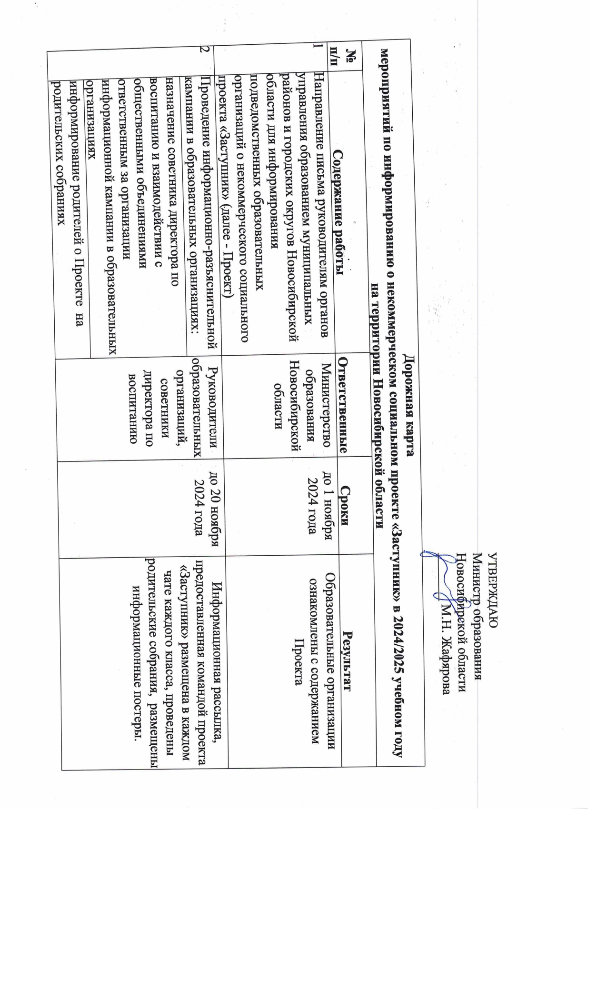 УТВЕРЖДАЮ
Министр образования
Новосибирской области
М.Н. Жафярова
Дорожная карта
мероприятий по информированию о некоммерческом социальном проекте «Заступник» в 2024/2025 учебном году
на территории Новосибирской области
№
п/п
Содержание работы
Ответственные
Сроки
Результат
1
Направление письма руководителям органов
управления образованием муниципальных
районов и городских округов Новосибирской
области для информирования
подведомственных образовательных
организаций о некоммерческого социального
проекта «Заступник» (далее - Проект)
Министерство
образования
Новосибирской
области
до 1 ноября
2024 года
Образовательные организации
ознакомлены с содержанием
Проекта
2
Проведение информационно-разъяснительной
кампании в образовательных организациях:
назначение советника директора по
воспитанию и взаимодействии с
общественными объединениями
ответственным за организации
информационной кампании в образовательных
организациях
информирование родителей о Проекте на
родительских собраниях
Руководители
образовательных
организаций,
советники
директора по
воспитанию
до 20 ноября
2024 года
Информационная рассылка,
предоставленная командой проекта
«Заступник» размещена в каждом
чате каждого класса, проведены
родительские собрания, размещены
информационные постеры.